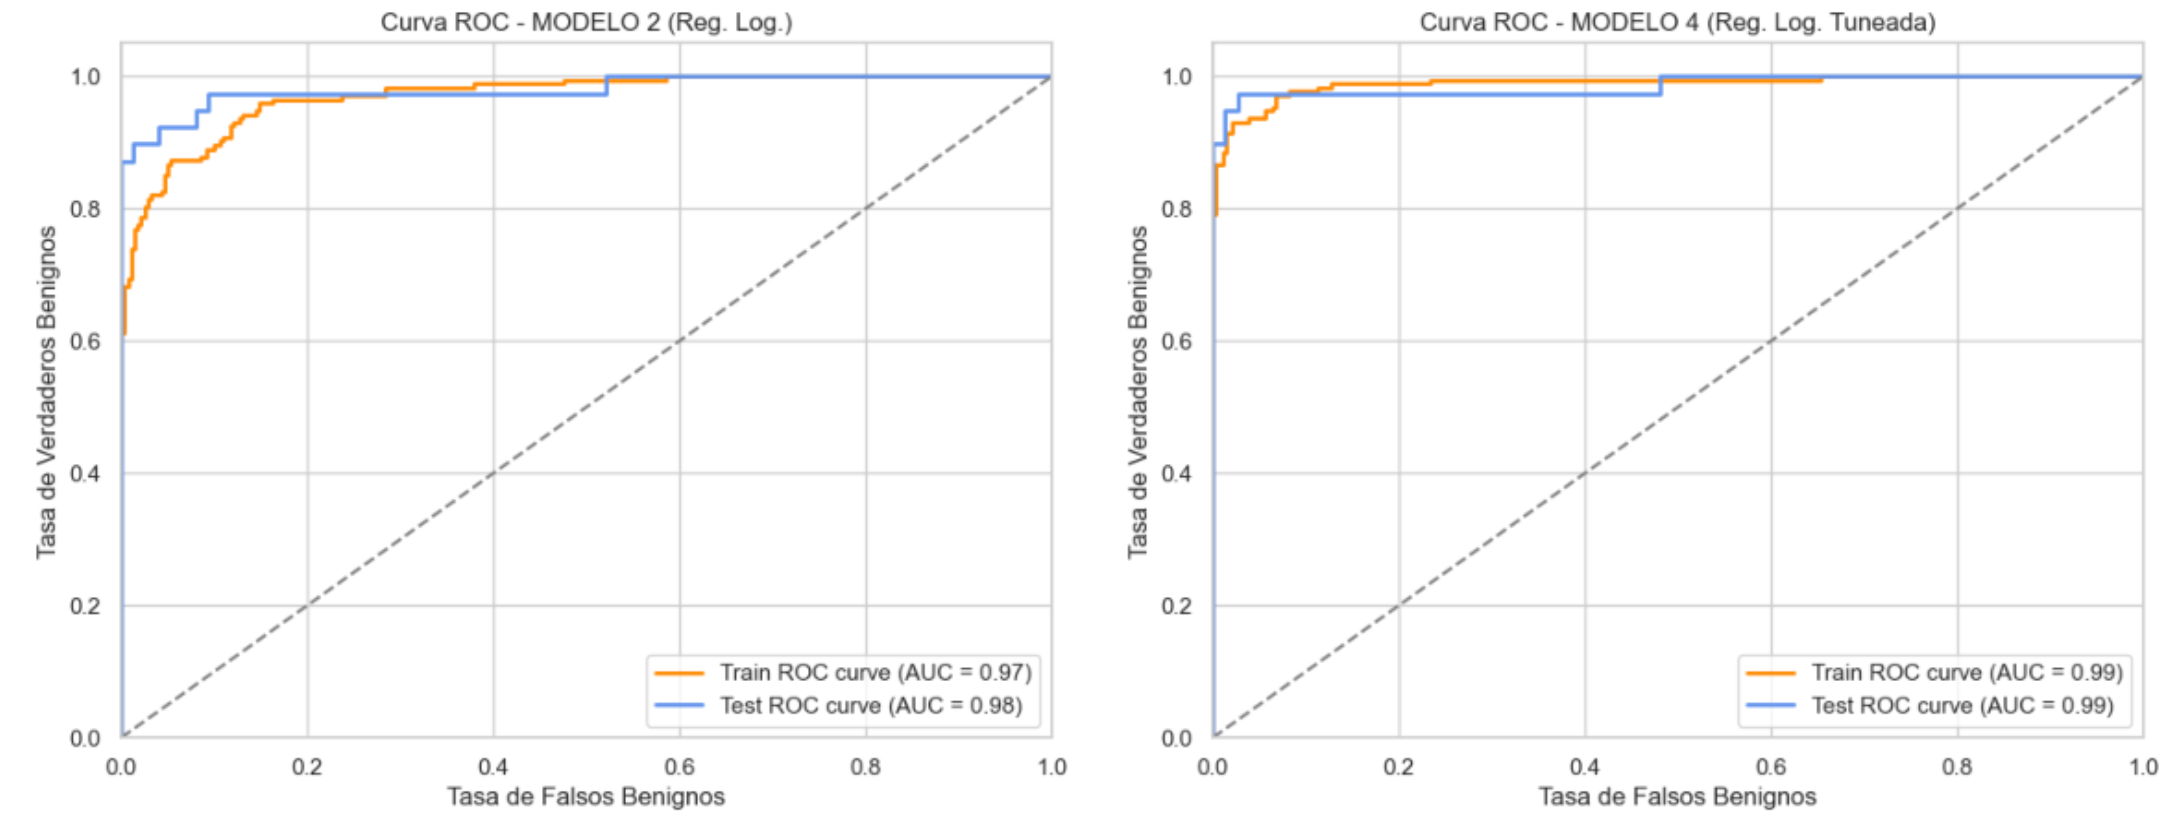 Curva ROC - MODELO 2 (Reg. Log.)
1.0
0.8
0.6
0.4
0.2
0.0
Tasa de Verdaderos Benignos
Train ROC curve (AUC = 0.97)
Test ROC curve (AUC = 0.98)
0.0 0.2 0.4 0.6 0.8 1.0
Tasa de Falsos Benignos
Curva ROC - MODELO 4 (Reg. Log. Tuneada)
1.0
0.8
0.6
0.4
0.2
0.0
Tasa de Verdaderos Benignos
Train ROC curve (AUC = 0.99)
Test ROC curve (AUC = 0.99)
0.0 0.2 0.4 0.6 0.8 1.0
Tasa de Falsos Benignos